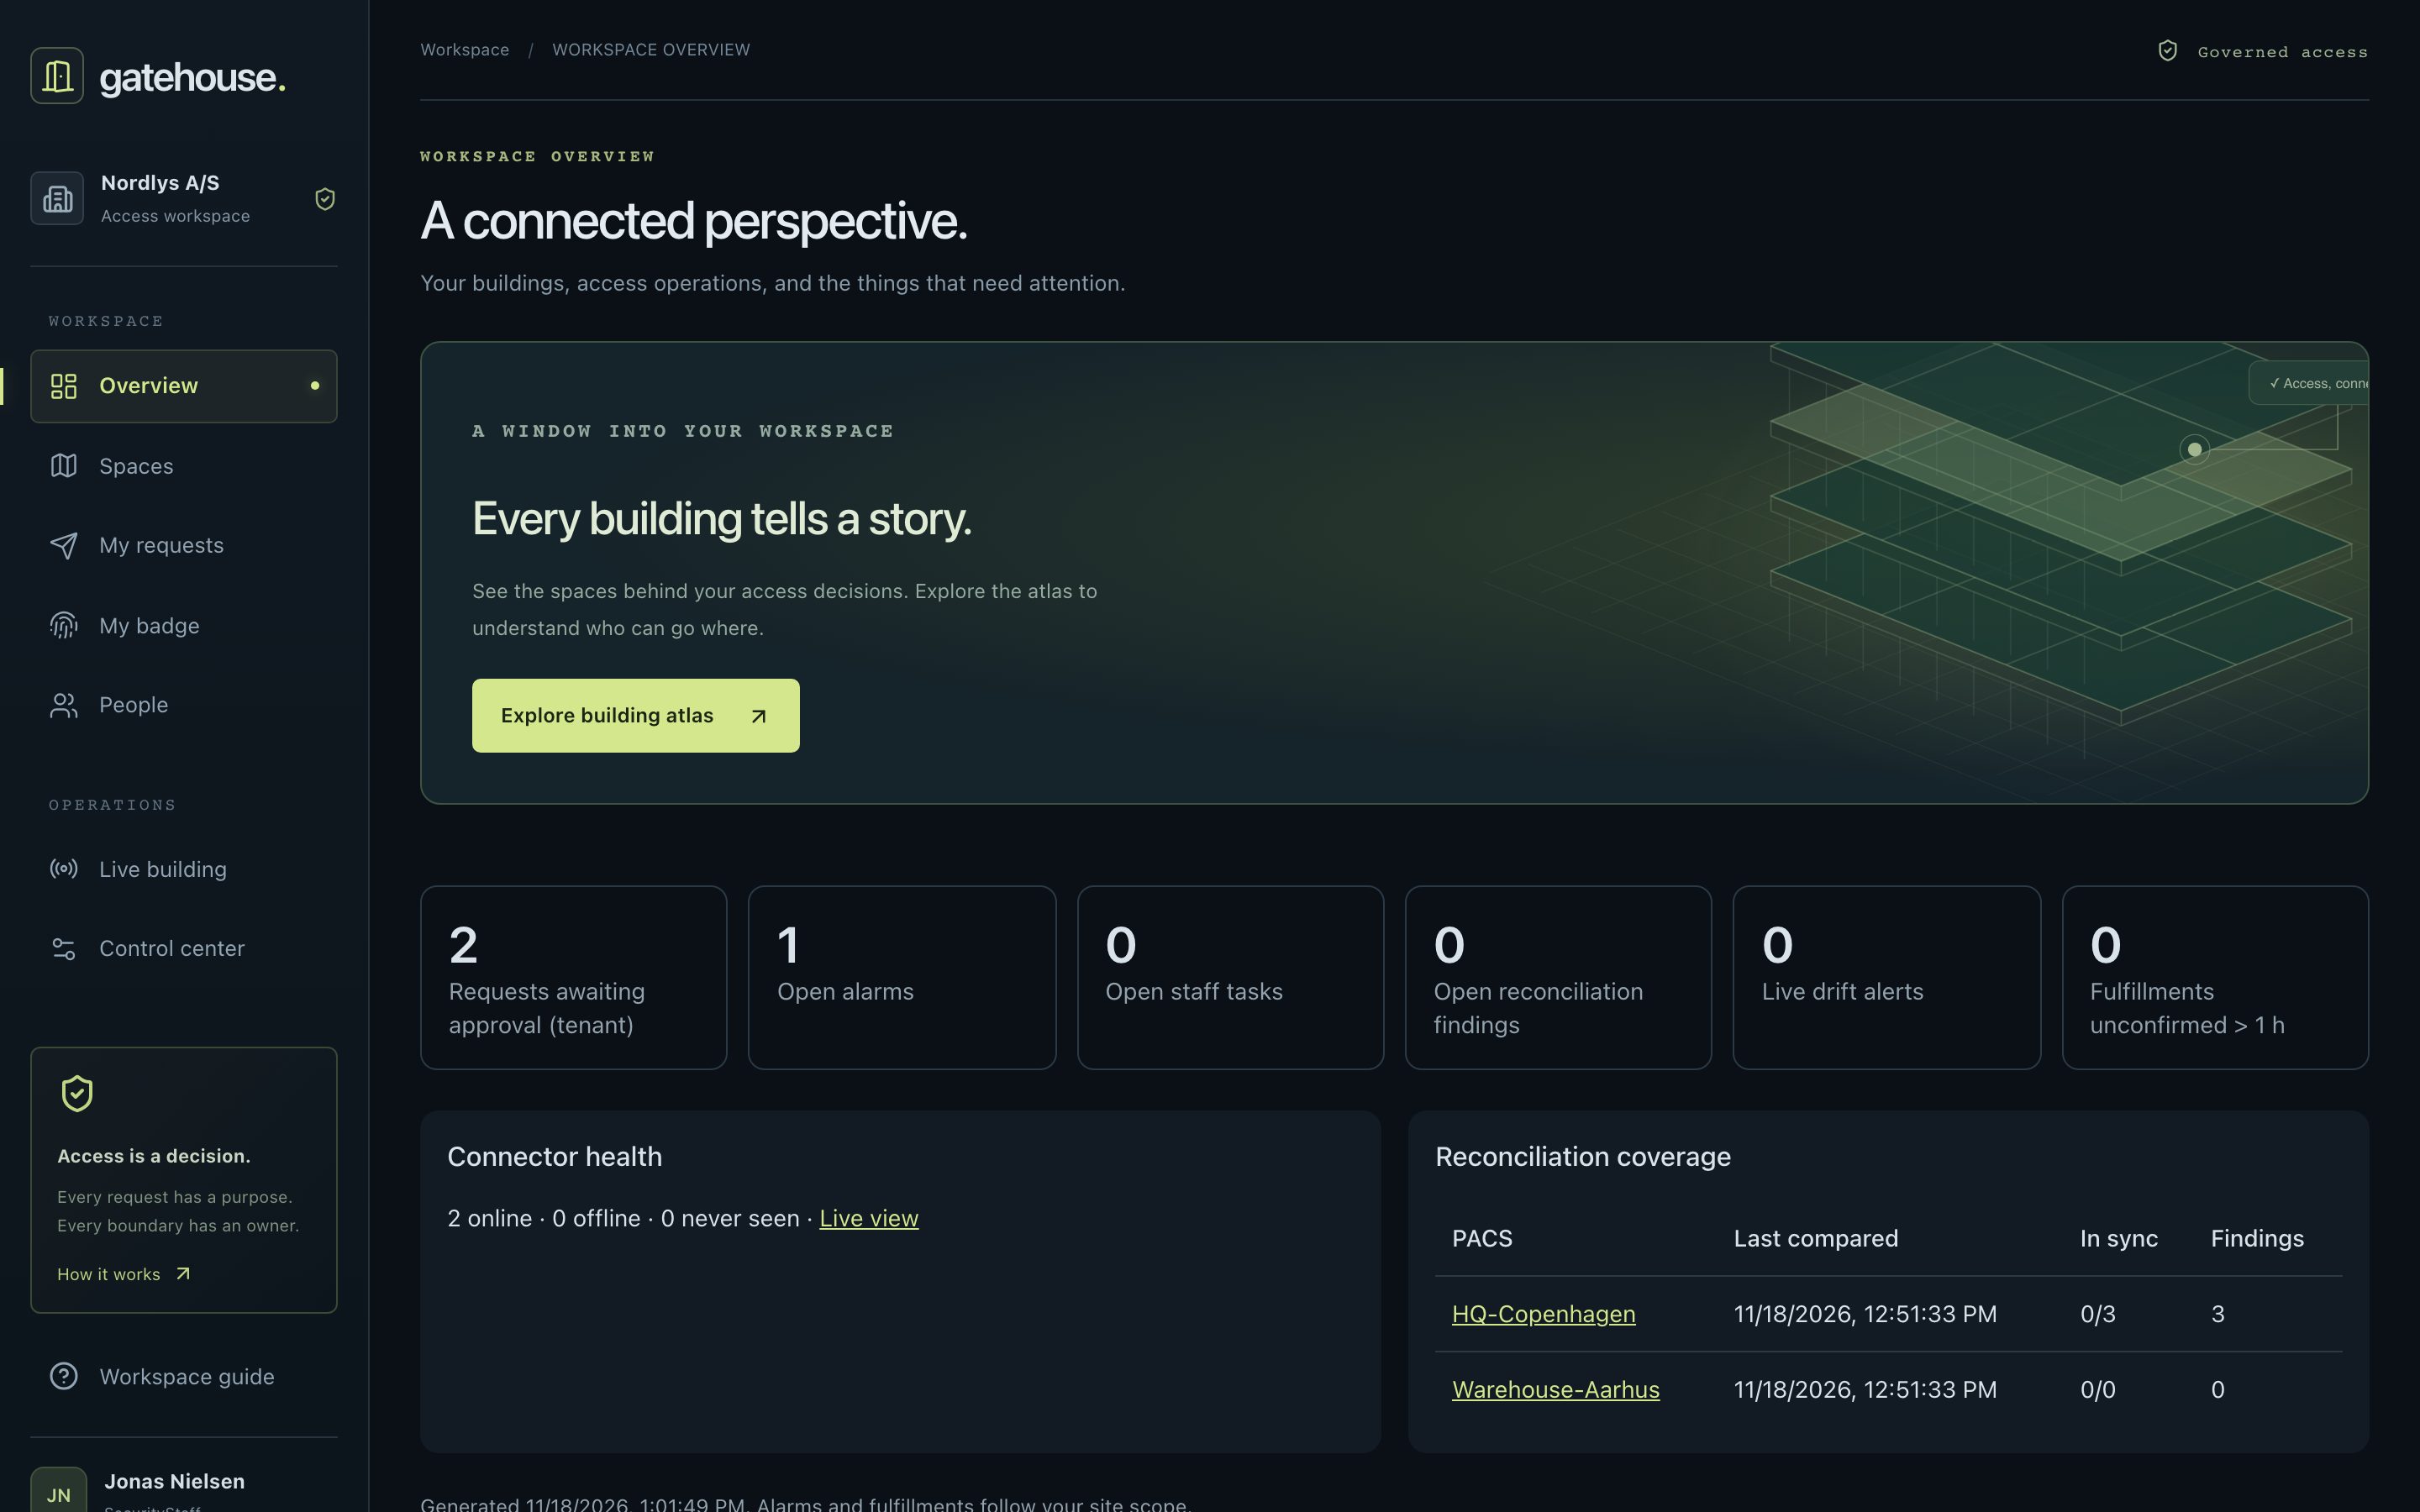 gatehouse.
Nordlys A/S
Access workspace
WORKSPACE
Overview
Spaces
My requests
My badge
People
OPERATIONS
Live building
Control center
Access is a decision.
Every request has a purpose.
Every boundary has an owner.
How it works
Workspace guide
JN
Jonas Nielsen
SecurityStaff
Workspace / WORKSPACE OVERVIEW
Governed access
WORKSPACE OVERVIEW
A connected perspective.
Your buildings, access operations, and the things that need attention.
A WINDOW INTO YOUR WORKSPACE
Every building tells a story.
See the spaces behind your access decisions. Explore the atlas to
understand who can go where.
Explore building atlas
✓ Access, conne
2
Requests awaiting
approval (tenant)
1
Open alarms
0
Open staff tasks
0
Open reconciliation
findings
0
Live drift alerts
0
Fulfillments
unconfirmed > 1 h
Connector health
2 online · 0 offline · 0 never seen · Live view
Reconciliation coverage
PACS Last compared In sync Findings
HQ-Copenhagen 11/18/2026, 12:51:33 PM 0/3 3
Warehouse-Aarhus 11/18/2026, 12:51:33 PM 0/0 0
Generated 11/18/2026, 1:01:49 PM. Alarms and fulfillments follow your site scope.